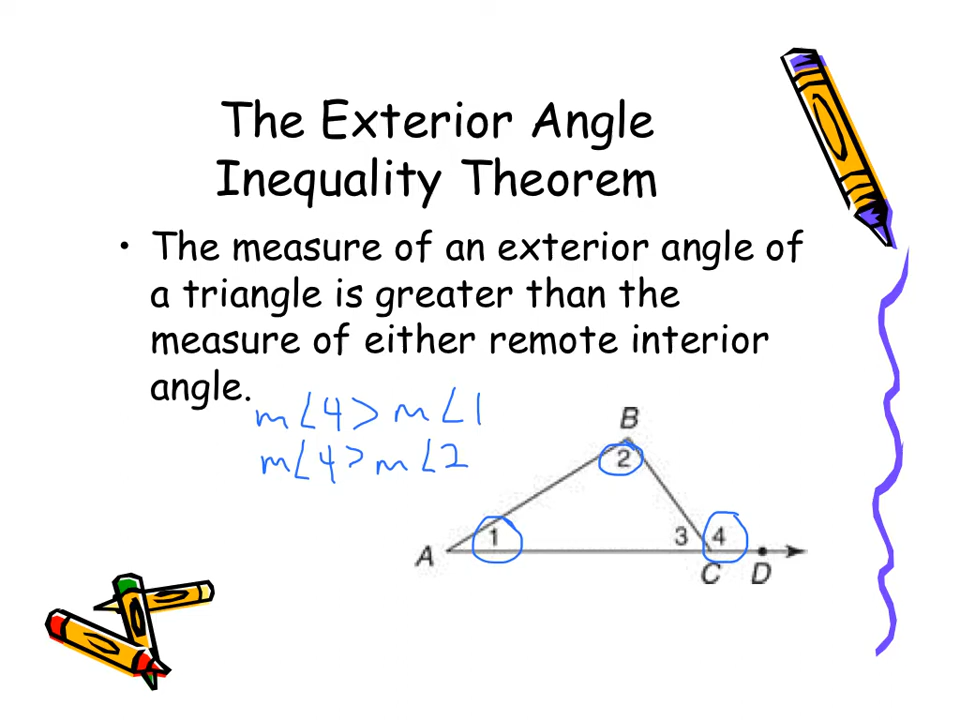 The Exterior Angle
Inequality Theorem
• The measure of an exterior angle of
a triangle is greater than the
measure of either remote interior
angle.
m∠4 > m∠1
m∠4 > m∠2
B
2
1
3
4
A
C
D